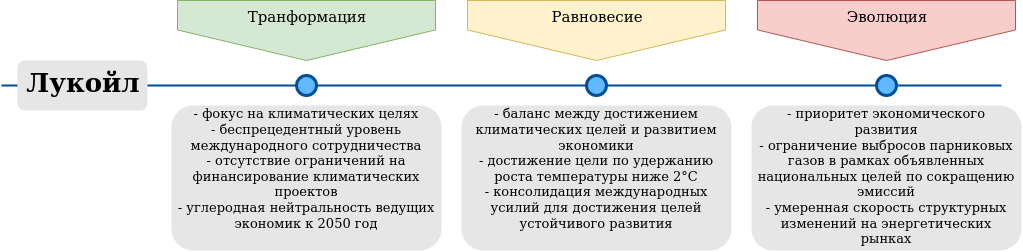 Транформация
Равновесие
Эволюция
Лукойл
- фокус на климатических целях
- беспрецедентный уровень
международного сотрудничества
- отсутствие ограничений на
финансирование климатических
проектов
- углеродная нейтральность ведущих
экономик к 2050 год
- баланс между достижением
климатических целей и развитием
экономики
- достижение цели по удержанию
роста температуры ниже 2°C
- консолидация международных
усилий для достижения целей
устойчивого развития
- приоритет экономического
развития
- ограничение выбросов парниковых
газов в рамках объявленных
национальных целей по сокращению
эмиссий
- умеренная скорость структурных
изменений на энергетических
рынках